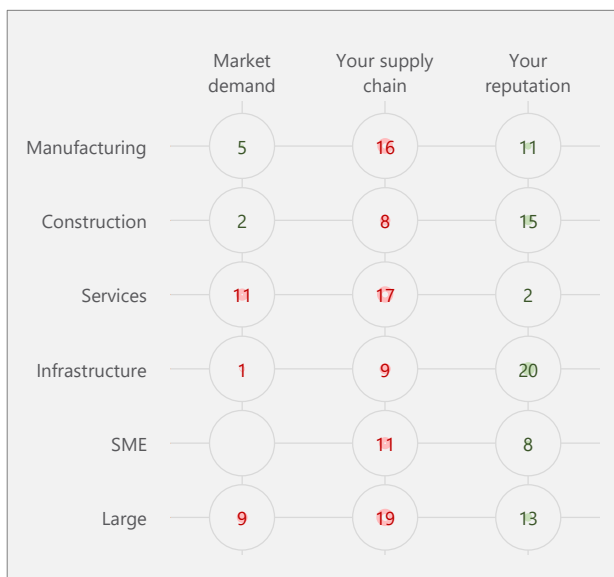 Market Your supply Your
demand chain reputation
Manufacturing 5 16 11
Construction 2 8 15
Services 11 17 2
Infrastructure 1 9 20
SME 11 8
Large 9 19 13